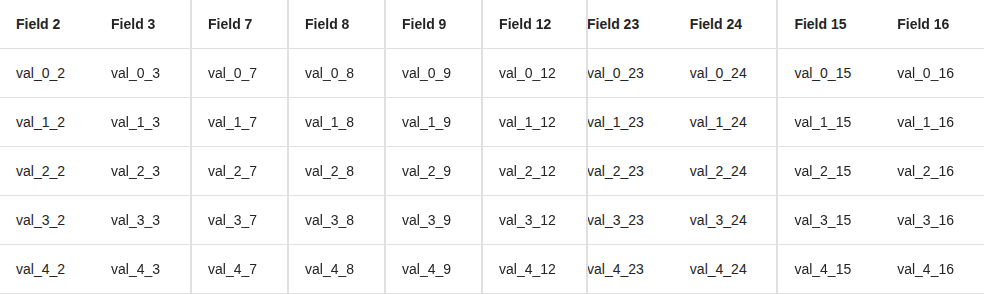 Field 2 Field 3 Field 7 Field 8 Field 9 Field 12 Field 23 Field 24 Field 15 Field 16
val_0_2 val_0_3 val_0_7 val_0_8 val_0_9 val_0_12 val_0_23 val_0_24 val_0_15 val_0_16
val_1_2 val_1_3 val_1_7 val_1_8 val_1_9 val_1_12 val_1_23 val_1_24 val_1_15 val_1_16
val_2_2 val_2_3 val_2_7 val_2_8 val_2_9 val_2_12 val_2_23 val_2_24 val_2_15 val_2_16
val_3_2 val_3_3 val_3_7 val_3_8 val_3_9 val_3_12 val_3_23 val_3_24 val_3_15 val_3_16
val_4_2 val_4_3 val_4_7 val_4_8 val_4_9 val_4_12 val_4_23 val_4_24 val_4_15 val_4_16